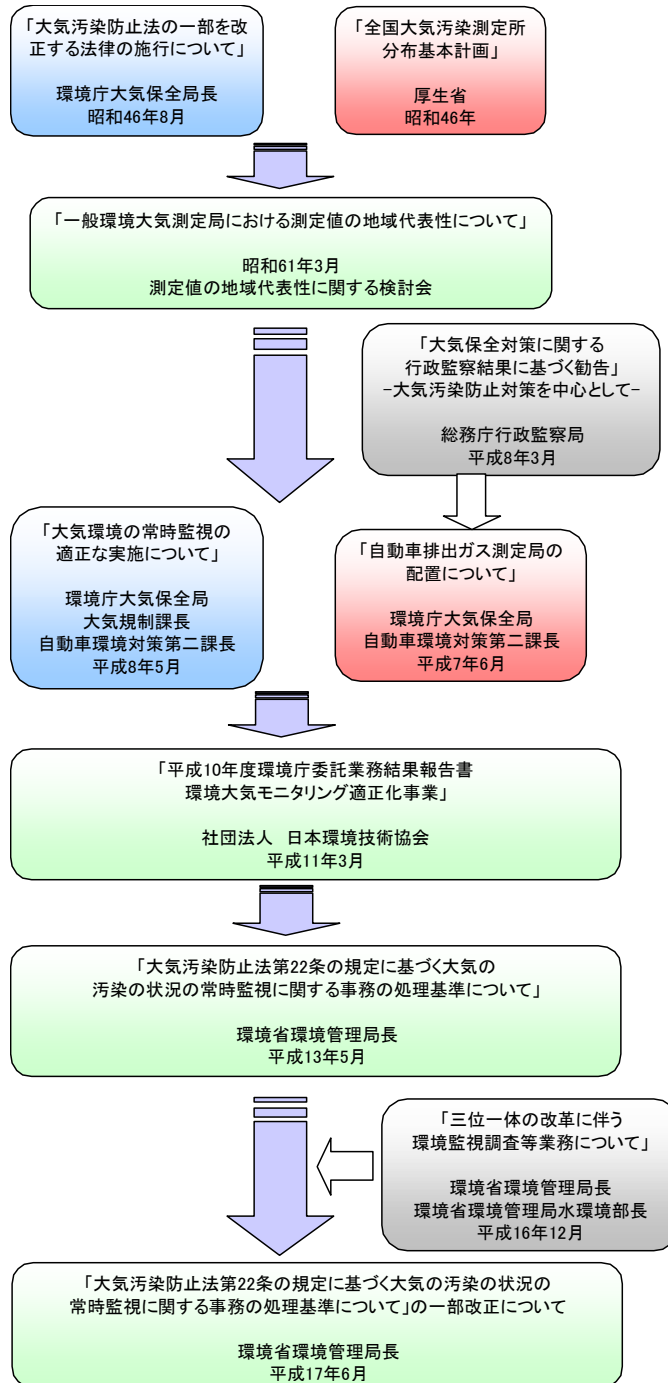 「大気汚染防止法の一部を改
正する法律の施行について」
環境庁大気保全局長
昭和46年8月
「全国大気汚染測定所
分布基本計画」
厚生省
昭和46年
「一般環境大気測定局における測定値の地域代表性について」
昭和61年3月
測定値の地域代表性に関する検討会
「大気保全対策に関する
行政監察結果に基づく勧告」
-大気汚染防止対策を中心として-
総務庁行政監察局
平成8年3月
「大気環境の常時監視の
適正な実施について」
環境庁大気保全局
大気規制課長
自動車環境対策第二課長
平成8年5月
「自動車排出ガス測定局の
配置について」
環境庁大気保全局
自動車環境対策第二課長
平成7年6月
「平成10年度環境庁委託業務結果報告書
環境大気モニタリング適正化事業」
社団法人 日本環境技術協会
平成11年3月
「大気汚染防止法第22条の規定に基づく大気の
汚染の状況の常時監視に関する事務の処理基準について」
環境省環境管理局長
平成13年5月
「三位一体の改革に伴う
環境監視調査等業務について」
環境省環境管理局長
環境省環境管理局水環境部長
平成16年12月
「大気汚染防止法第22条の規定に基づく大気の汚染の状況の
常時監視に関する事務の処理基準について」の一部改正について
環境省環境管理局長
平成17年6月